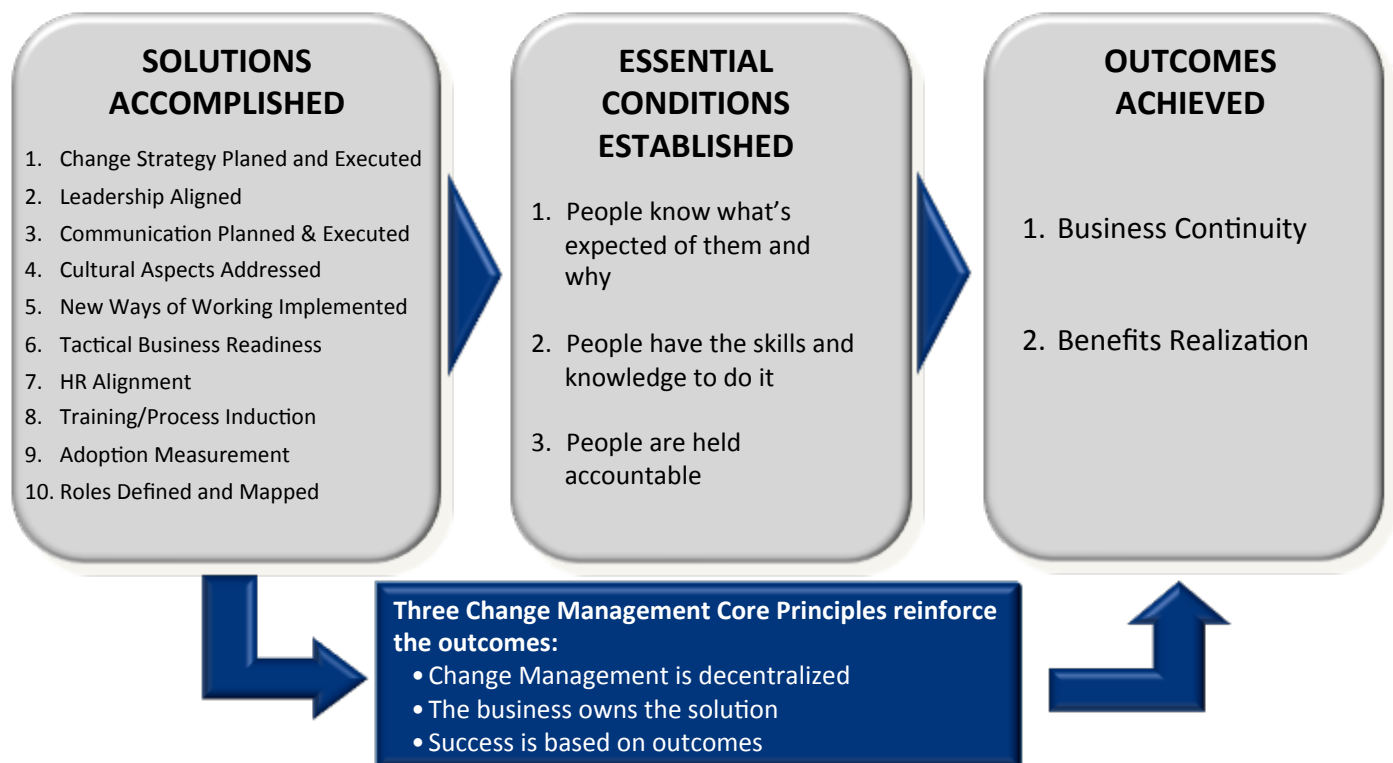 SOLUTIONS
ACCOMPLISHED
1. Change Strategy Planed and Executed
2. Leadership Aligned
3. Communication Planned & Executed
4. Cultural Aspects Addressed
5. New Ways of Working Implemented
6. Tactical Business Readiness
7. HR Alignment
8. Training/Process Induction
9. Adoption Measurement
10. Roles Defined and Mapped
ESSENTIAL
CONDITIONS
ESTABLISHED
1. People know what's
expected of them and
why
2. People have the skills and
knowledge to do it
3. People are held
accountable
OUTCOMES
ACHIEVED
1. Business Continuity
2. Benefits Realization
Three Change Management Core Principles reinforce
the outcomes:
• Change Management is decentralized
• The business owns the solution
• Success is based on outcomes